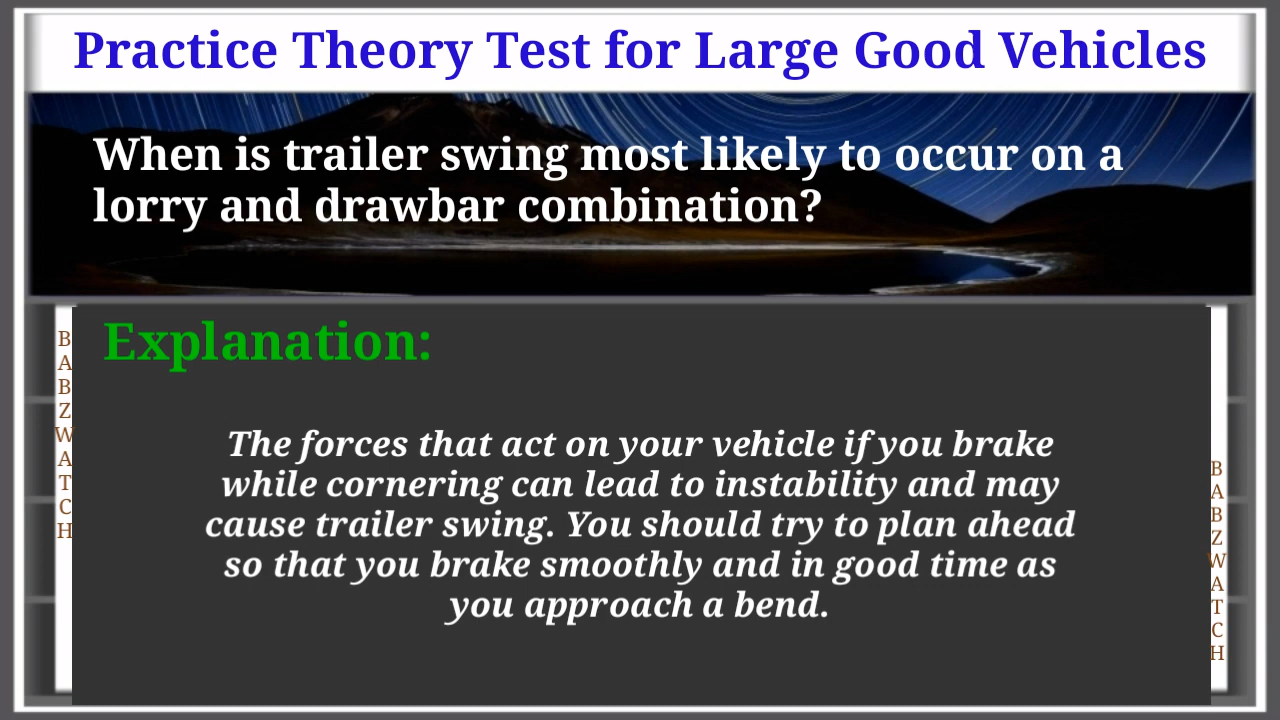 Practice Theory Test for Large Good Vehicles
When is trailer swing most likely to occur on a
lorry and drawbar combination?
Explanation:
The forces that act on your vehicle if you brake
while cornering can lead to instability and may
cause trailer swing. You should try to plan ahead
so that you brake smoothly and in good time as
you approach a bend.
BABZWATCH
BABZWATCH